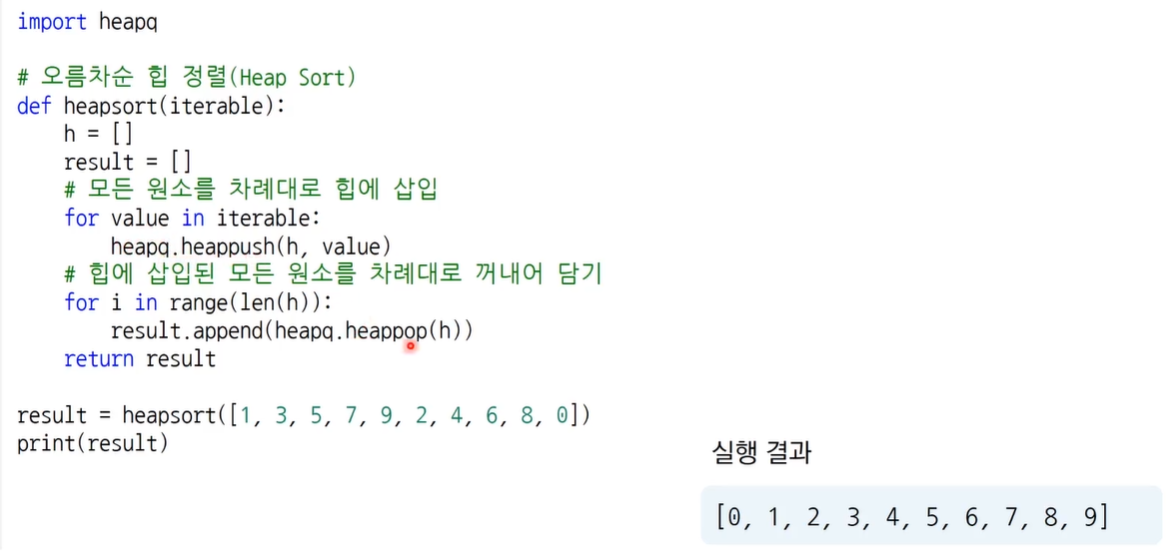 import heapq
# 오름차순 힙 정렬(Heap Sort)
def heapsort(iterable):
    h = []
    result = []
    # 모든 원소를 차례대로 힙에 삽입
    for value in iterable:
        heapq.heappush(h, value)
    # 힙에 삽입된 모든 원소를 차례대로 꺼내어 담기
    for i in range(len(h)):
        result.append(heapq.heappop(h))
    return result
result = heapsort([1, 3, 5, 7, 9, 2, 4, 6, 8, 0])
print(result)
실행 결과
[0, 1, 2, 3, 4, 5, 6, 7, 8, 9]